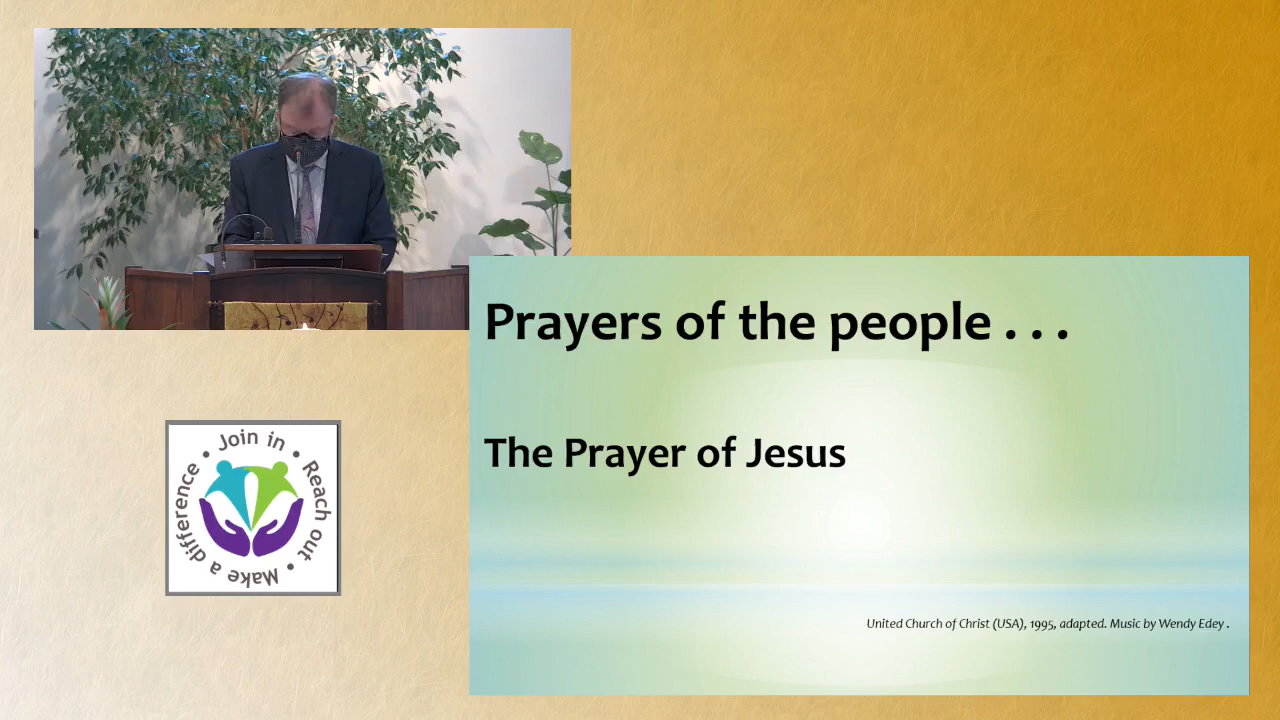 Prayers of the people . . .
The Prayer of Jesus
United Church of Christ (USA), 1995, adapted. Music by Wendy Edey .
Join in • Reach out • Make a difference •